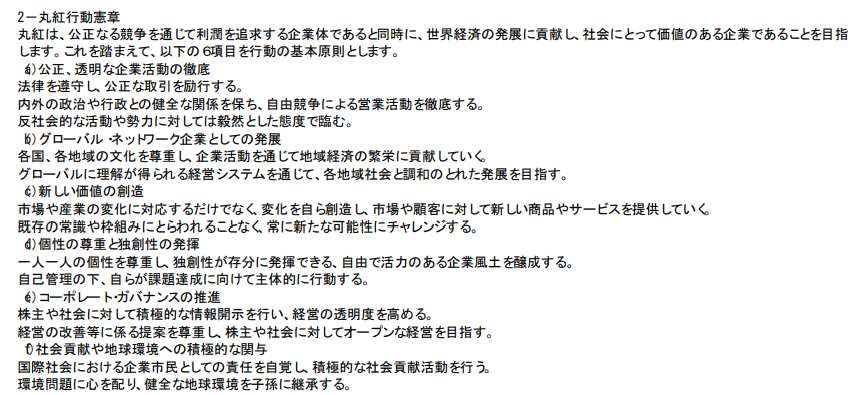 2－丸紅行動憲章
丸紅は、公正なる競争を通じて利潤を追求する企業体であると同時に、世界経済の発展に貢献し、社会にとって価値のある企業であることを目指
します。これを踏まえて、以下の6項目を行動の基本原則とします。
a)公正、透明な企業活動の徹底
法律を遵守し、公正な取引を励行する。
内外の政治や行政との健全な関係を保ち、自由競争による営業活動を徹底する。
反社会的な活動や勢力に対しては毅然とした態度で臨む。
b)グローバル・ネットワーク企業としての発展
各国、各地域の文化を尊重し、企業活動を通じて地域経済の繁栄に貢献していく。
グローバルに理解が得られる経営システムを通じて、各地域社会と調和のとれた発展を目指す。
c)新しい価値の創造
市場や産業の変化に対応するだけでなく、変化を自ら創造し、市場や顧客に対して新しい商品やサービスを提供していく。
既存の常識や枠組みにとらわれることなく、常に新たな可能性にチャレンジする。
d)個性の尊重と独創性の発揮
一人一人の個性を尊重し、独創性が存分に発揮できる、自由で活力のある企業風土を醸成する。
自己管理の下、自らが課題達成に向けて主体的に行動する。
e)コーポレート・ガバナンスの推進
株主や社会に対して積極的な情報開示を行い、経営の透明度を高める。
経営の改善等に係る提案を尊重し、株主や社会に対してオープンな経営を目指す。
f)社会貢献や地球環境への積極的な関与
国際社会における企業市民としての責任を自覚し、積極的な社会貢献活動を行う。
環境問題に心を配り、健全な地球環境を子孫に継承する。